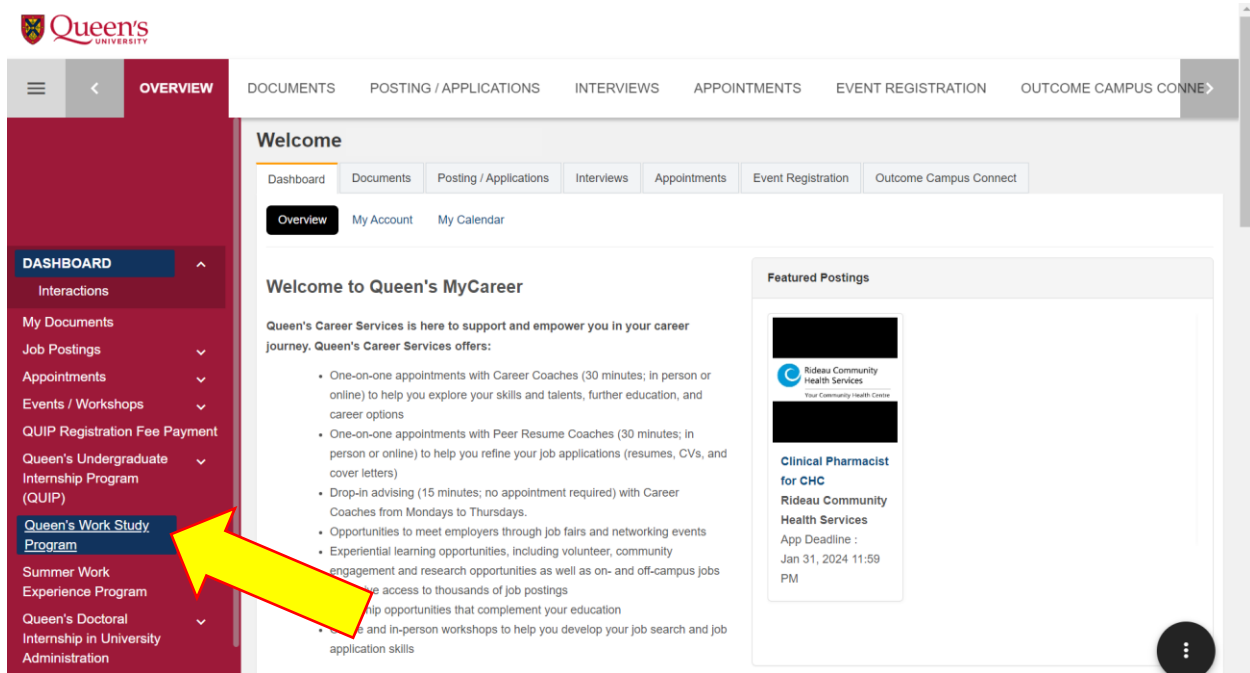 Queen's
UNIVERSITY
OVERVIEW
DOCUMENTS
POSTING / APPLICATIONS
INTERVIEWS
APPOINTMENTS
EVENT REGISTRATION
OUTCOME CAMPUS CONNE
DASHBOARD
Interactions
My Documents
Job Postings
Appointments
Events / Workshops
QUIP Registration Fee Payment
Queen's Undergraduate
Internship Program
(QUIP)
Queen's Work Study
Program
Summer Work
Experience Program
Queen's Doctoral
Internship in University
Administration
Welcome
Dashboard
Documents
Posting / Applications
Interviews
Appointments
Event Registration
Outcome Campus Connect
Overview
My Account
My Calendar
Welcome to Queen's MyCareer
Queen's Career Services is here to support and empower you in your career
journey. Queen's Career Services offers:
• One-on-one appointments with Career Coaches (30 minutes; in person or
online) to help you explore your skills and talents, further education, and
career options
• One-on-one appointments with Peer Resume Coaches (30 minutes; in
person or online) to help you refine your job applications (resumes, CVs, and
cover letters)
• Drop-in advising (15 minutes; no appointment required) with Career
Coaches from Mondays to Thursdays.
• Opportunities to meet employers through job fairs and networking events
• Experiential learning opportunities, including volunteer, community
engagement and research opportunities as well as on- and off-campus jobs
access to thousands of job postings
opportunities that complement your education
and in-person workshops to help you develop your job search and job
application skills
Featured Postings
Rideau Community
Health Services
Your Community Health Centre
Clinical Pharmacist
for CHC
Rideau Community
Health Services
App Deadline :
Jan 31, 2024 11:59
PM